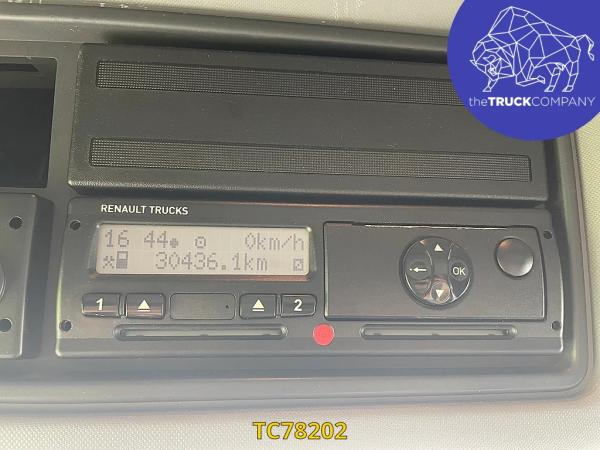 theTRUCKCOMPANY
RENAULT TRUCKS
16 44 0km/h
30436.1km
1 2
OK
TC78202